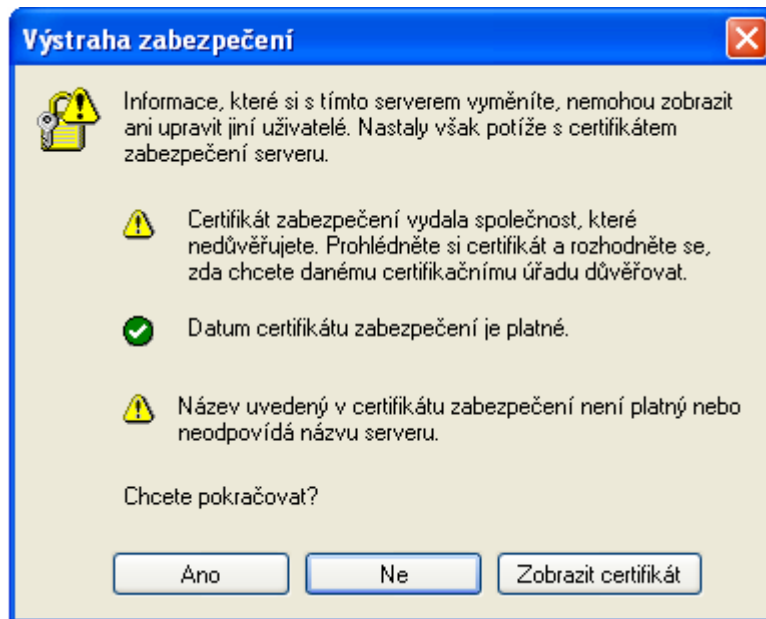 Výstraha zabezpečení
Informace, které si s tímto serverem vyměníte, nemohou zobrazit
ani upravit jiní uživatelé. Nastaly však potíže s certifikátem
zabezpečení serveru.
Certifikát zabezpečení vydala společnost, které
nedůvěřujete. Prohlédněte si certifikát a rozhodněte se,
zda chcete danému certifikačnímu úřadu důvěřovat.
Datum certifikátu zabezpečení je platné.
Název uvedený v certifikátu zabezpečení není platný nebo
neodpovídá názvu serveru.
Chcete pokračovat?
Ano
Ne
Zobrazit certifikát